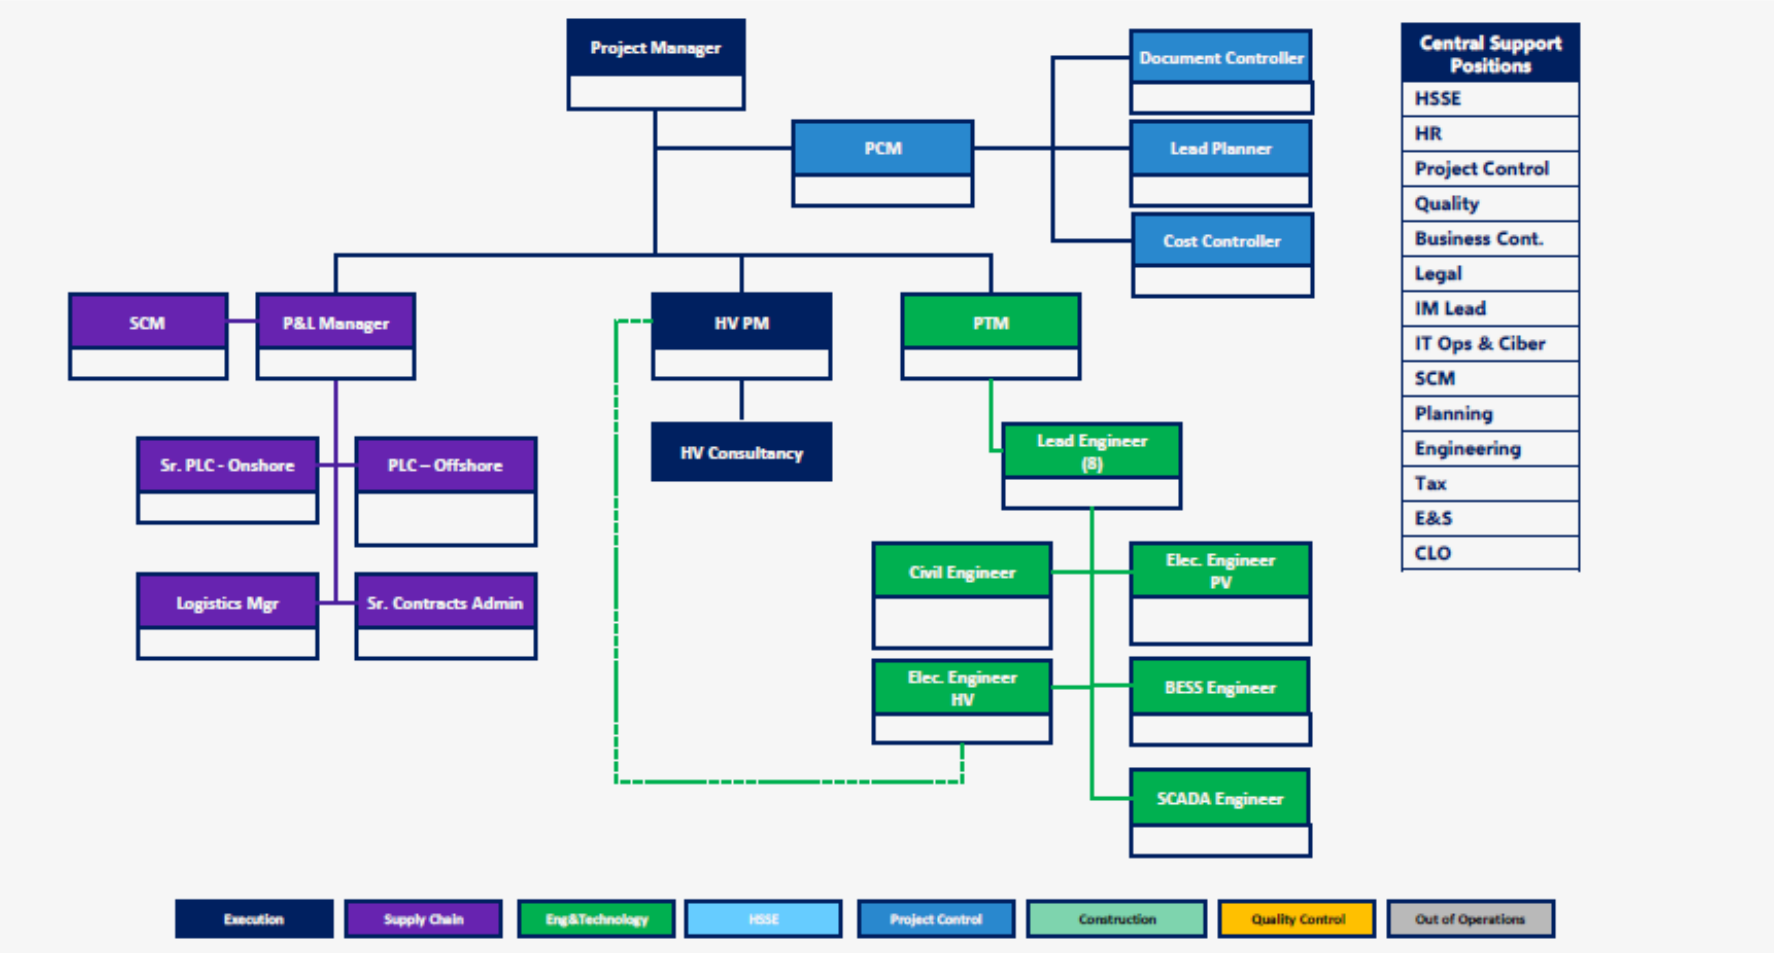 Project Manager
Document Controller
PCM
Lead Planner
Cost Controller
SCM
P&L Manager
HV PM
PTM
Sr. PLC - Onshore
PLC – Offshore
HV Consultancy
Lead Engineer
(8)
Logistics Mgr
Sr. Contracts Admin
Civil Engineer
Elec. Engineer
PV
Elec. Engineer
HV
BESS Engineer
SCADA Engineer
Central Support
Positions
HSSE
HR
Project Control
Quality
Business Cont.
Legal
IM Lead
IT Ops & Ciber
SCM
Planning
Engineering
Tax
E&S
CLO
Execution
Supply Chain
Eng&Technology
HSSE
Project Control
Construction
Quality Control
Out of Operations